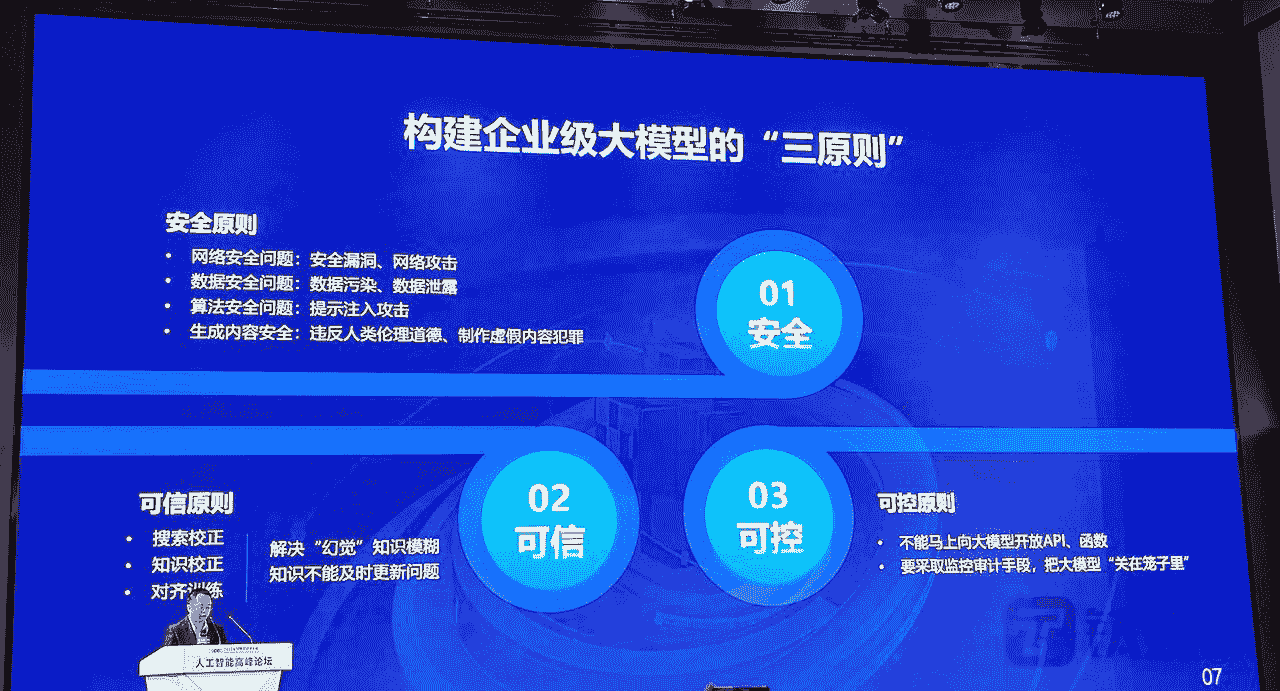 构建企业级大模型的“三原则”
安全原则
• 网络安全问题：安全漏洞、网络攻击
• 数据安全问题：数据污染、数据泄露
• 算法安全问题：提示注入攻击
• 生成内容安全：违反人类伦理道德、制作虚假内容犯罪
01
安全
02
可信
03
可控
可信原则
• 搜索校正
• 知识校正
• 对齐训练
解决“幻觉”知识模糊
知识不能及时更新问题
可控原则
• 不能马上向大模型开放API、函数
• 要采取监控审计手段，把大模型“关在笼子里”
人工智能高峰论坛
07